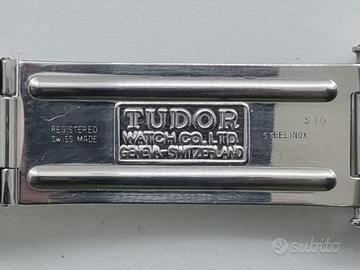 TUDOR
WATCH CO. LTD.
GENEVA-SWITZERLAND
REGISTERED
SWISS MADE
S10
STEELINOX
subito